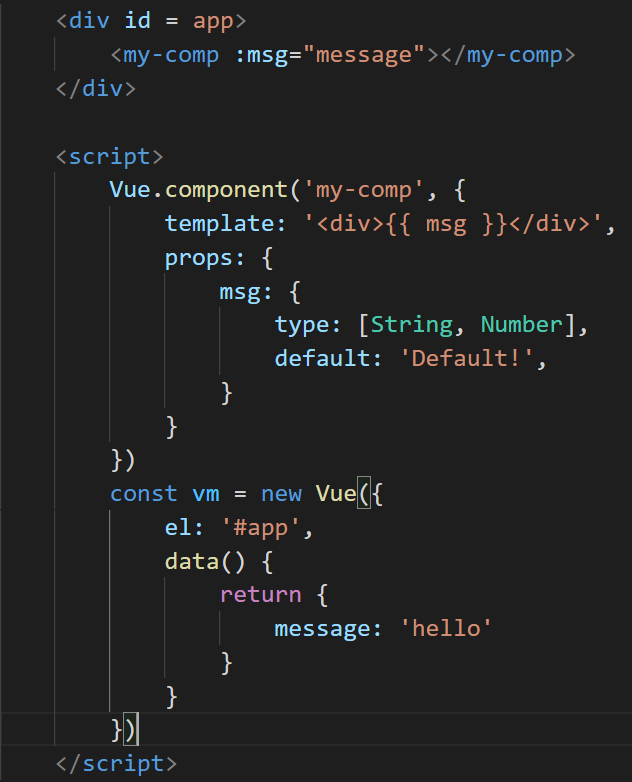 <div id = app>
    <my-comp :msg="message"></my-comp>
</div>

<script>
    Vue.component('my-comp', {
        template: '<div>{{ msg }}</div>',
        props: {
            msg: {
                type: [String, Number],
                default: 'Default!',
            }
        }
    })
    const vm = new Vue({
        el: '#app',
        data() {
            return {
                message: 'hello'
            }
        }
    })
</script>